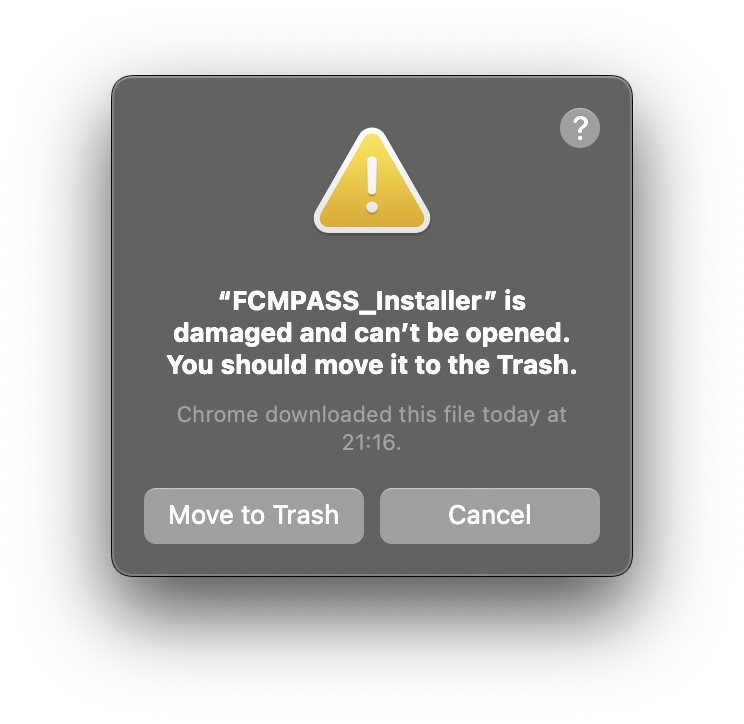 ?
“FCMPASS_Installer” is
damaged and can’t be opened.
You should move it to the Trash.
Chrome downloaded this file today at
21:16.
Move to Trash
Cancel